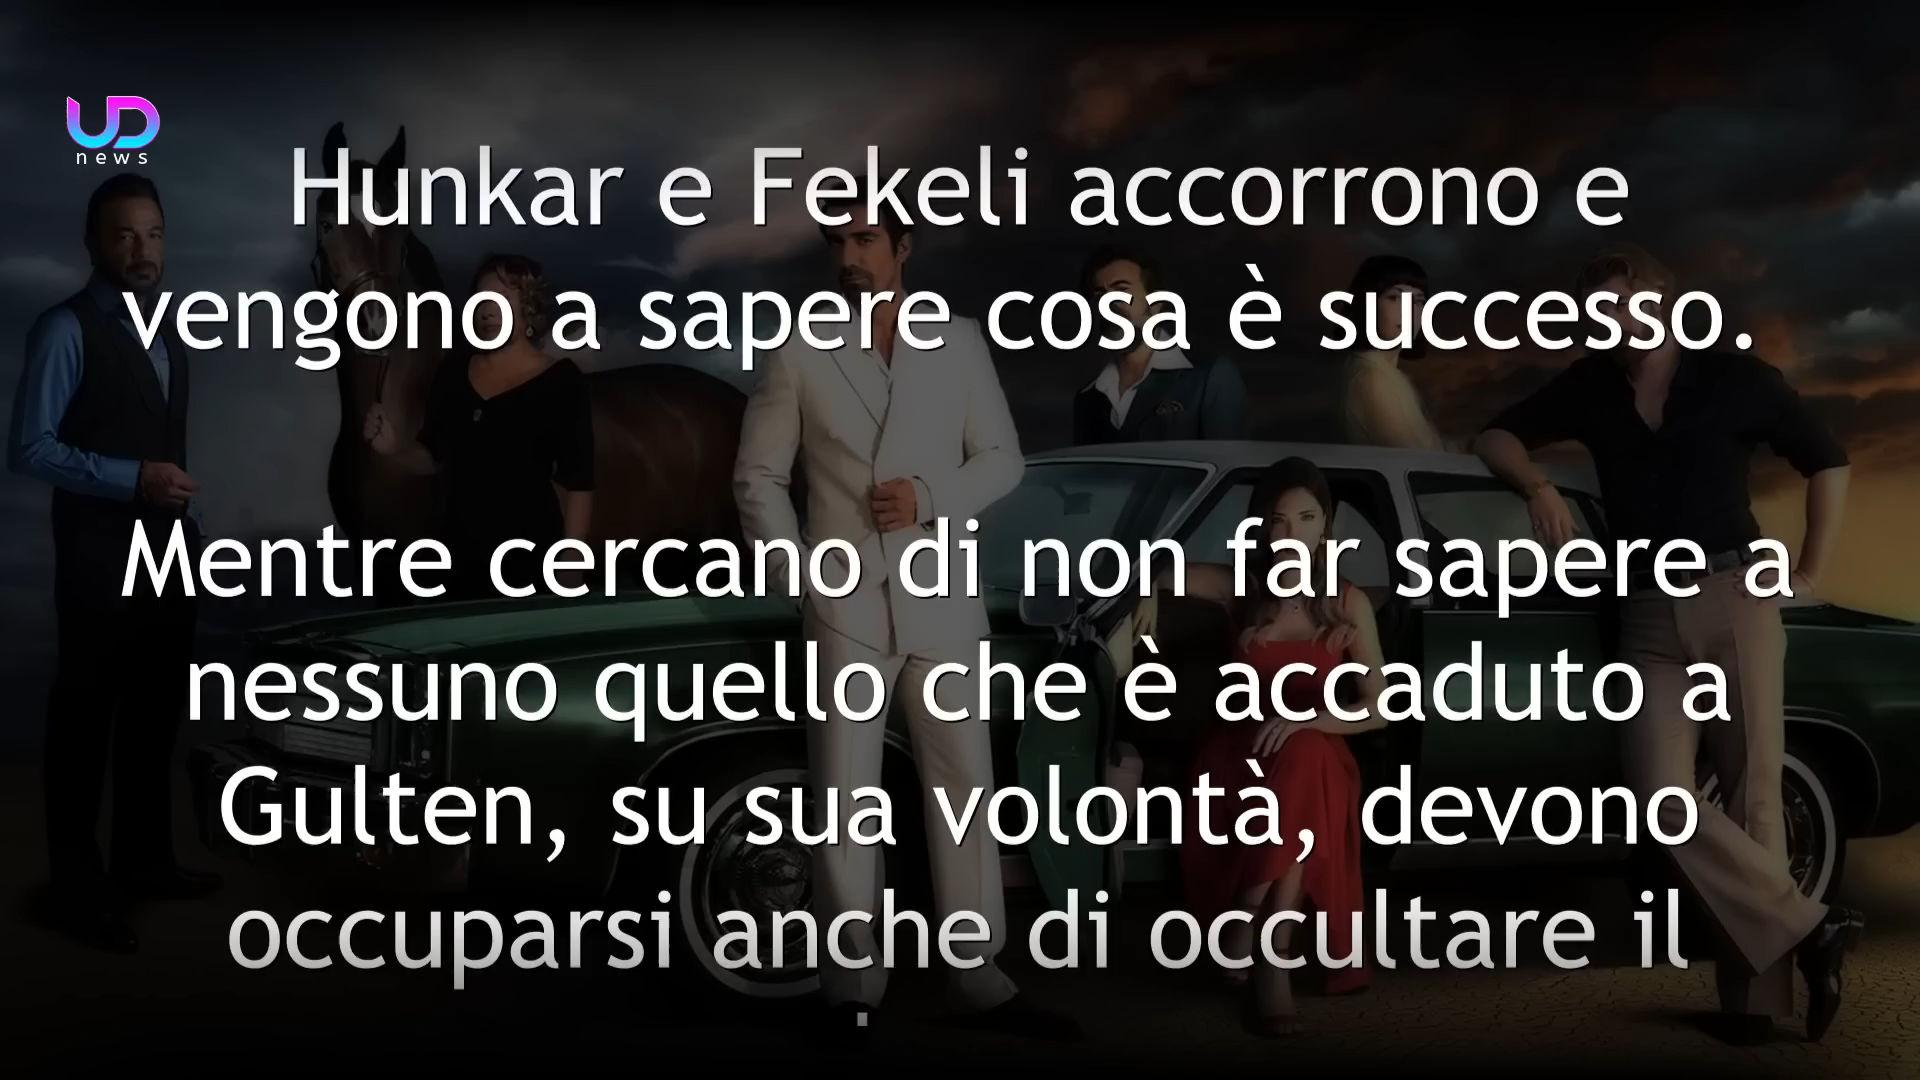 UD
news
Hunkar e Fekeli accorrono e
vengono a sapere cosa è successo.
Mentre cercano di non far sapere a
nessuno quello che è accaduto a
Gulten, su sua volontà, devono
occuparsi anche di occultare il